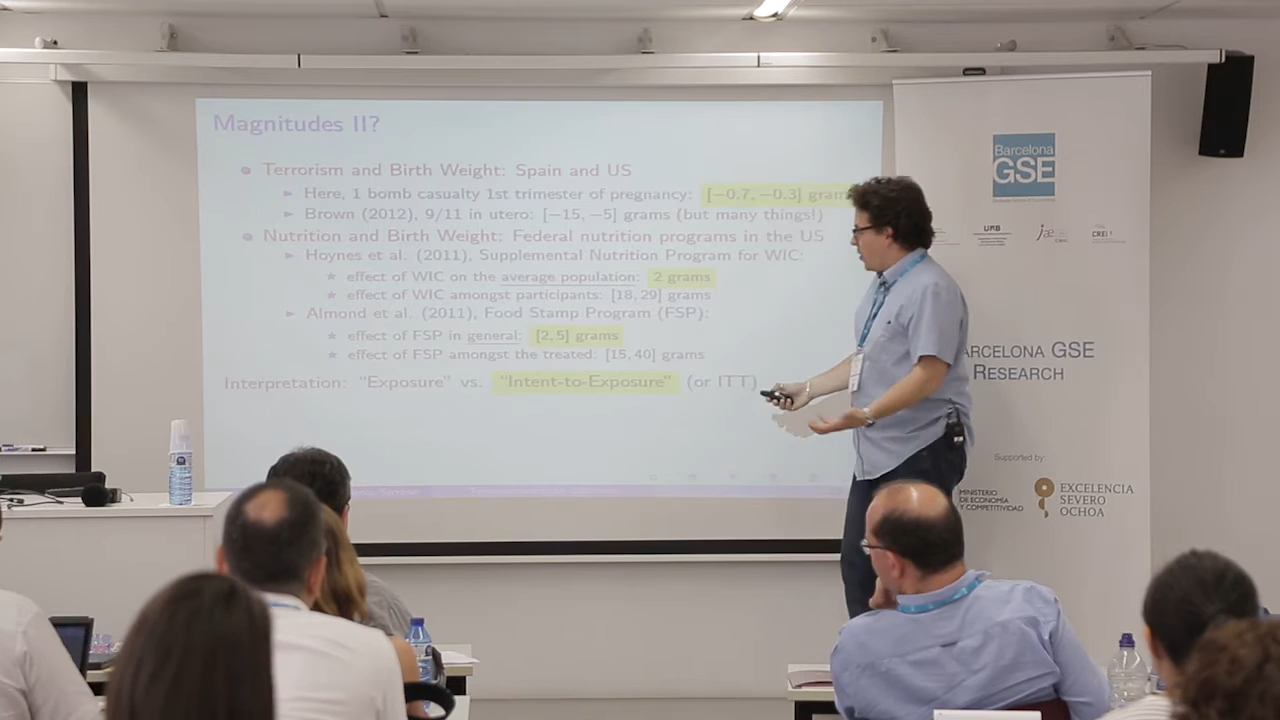 Magnitudes II?
Terrorism and Birth Weight: Spain and US
Here, 1 bomb casualty 1st trimester of pregnancy: [−0.7, −0.3] gram
Brown (2012), 9/11 in utero: [−15, −5] grams (but many things!)
Nutrition and Birth Weight: Federal nutrition programs in the US
Hoynes et al. (2011), Supplemental Nutrition Program for WIC:
effect of WIC on the average population: 2 grams
effect of WIC amongst participants: [18, 29] grams
Almond et al. (2011), Food Stamp Program (FSP):
effect of FSP in general: [2, 5] grams
effect of FSP amongst the treated: [15, 40] grams
Interpretation: “Exposure” vs. “Intent-to-Exposure” (or ITT)
Barcelona
GSE
UAB
CREI
ARCELONA GSE
RESEARCH
Supported by:
MINISTERIO
DE ECONOMÍA
Y COMPETITIVIDAD
EXCELENCIA
SEVERO
OCHOA